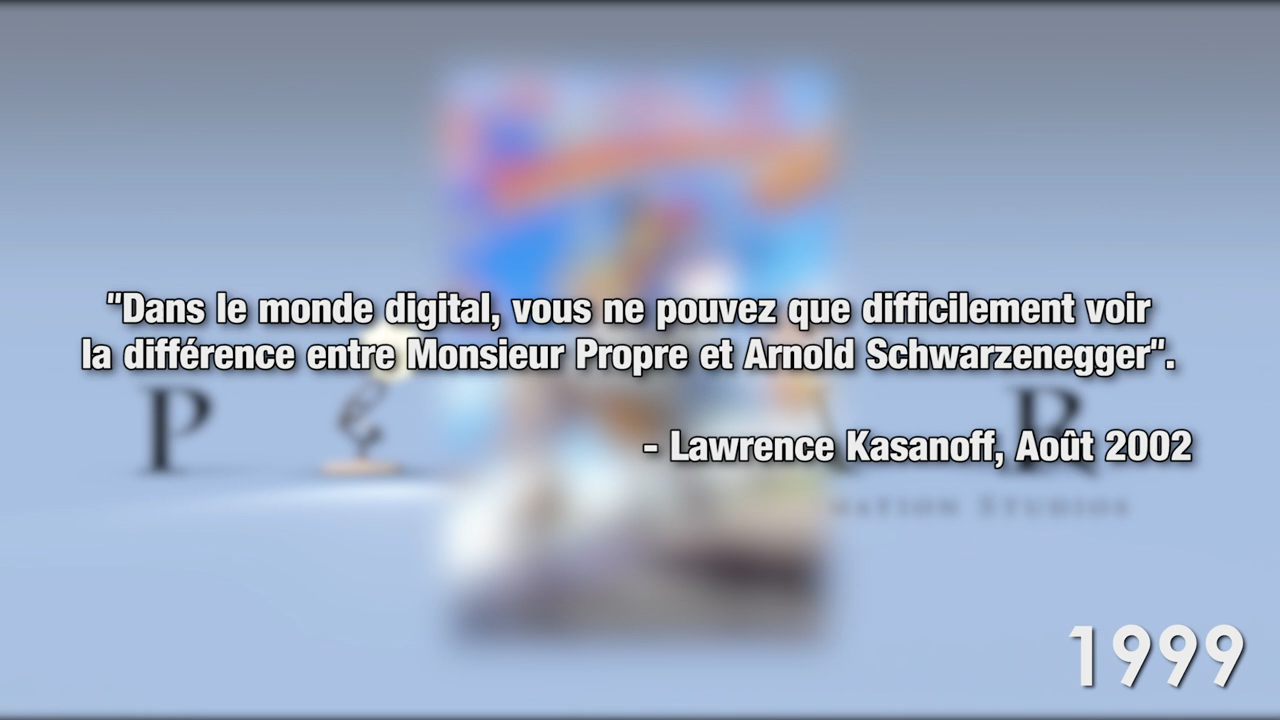 "Dans le monde digital, vous ne pouvez que difficilement voir
la différence entre Monsieur Propre et Arnold Schwarzenegger".
- Lawrence Kasanoff, Août 2002
P R
1999